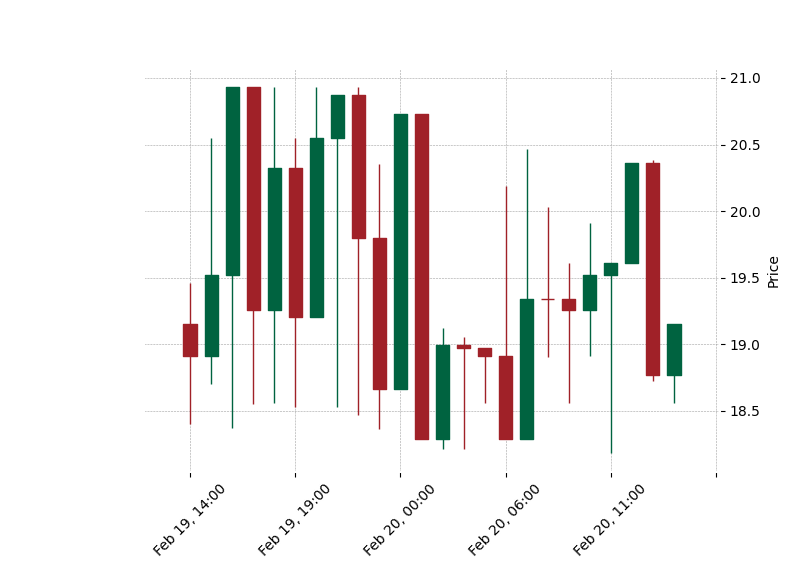 21.0
20.5
20.0
19.5
19.0
18.5
Price
Feb 19, 14:00
Feb 19, 19:00
Feb 20, 00:00
Feb 20, 06:00
Feb 20, 11:00